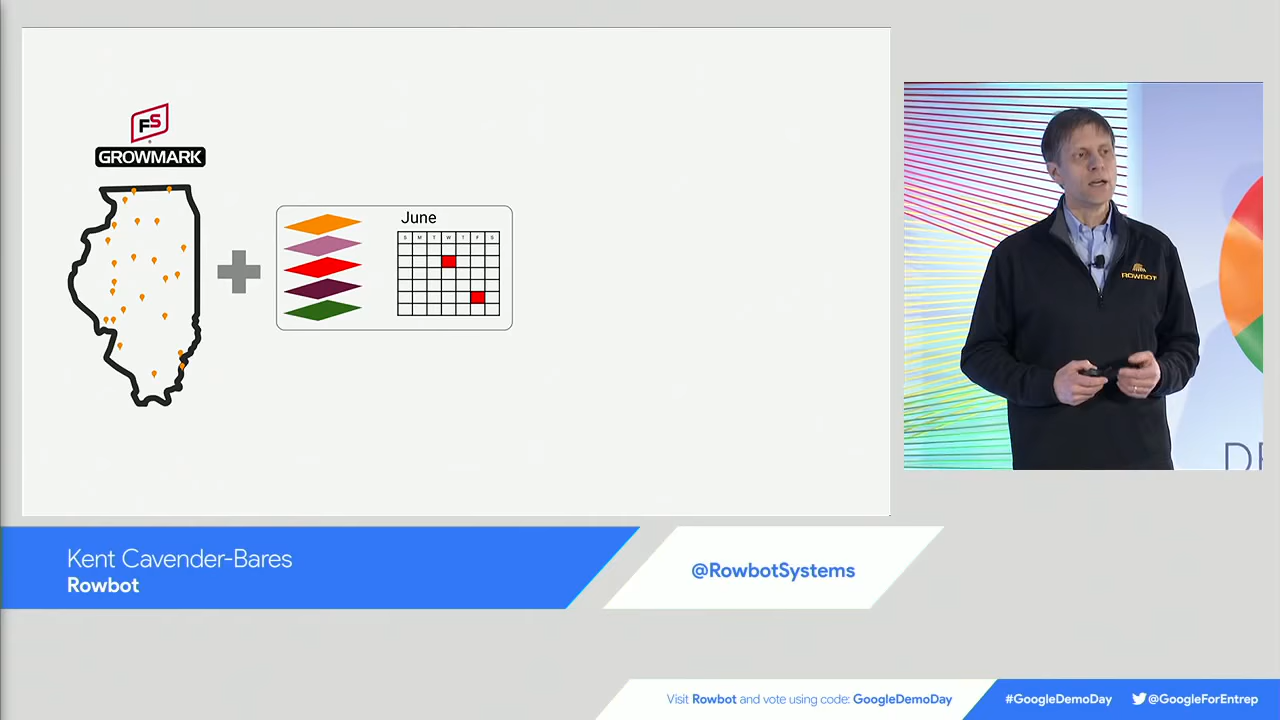 FS
GROWMARK
June
S M T W T F S
ROWBOT
Kent Cavender-Bares
Rowbot
@RowbotSystems
Visit Rowbot and vote using code: GoogleDemoDay
#GoogleDemoDay
@GoogleForEntrep